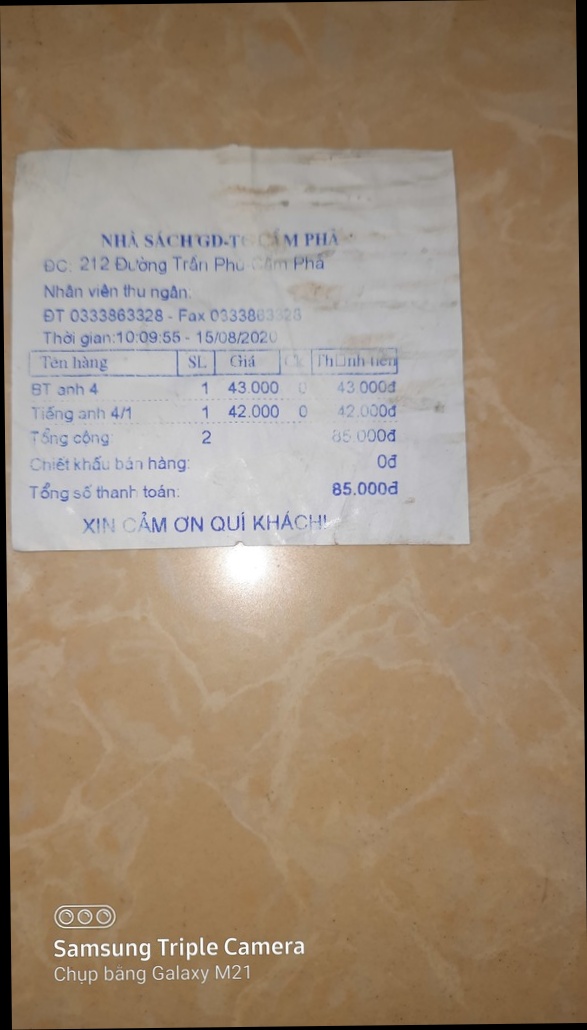 NHÀ SÁCH GD-TC CẨM PHẢ
ĐC: 212 Đường Trần Phú Cẩm Phả
Nhân viên thu ngân:
ĐT 0333863328 - Fax 0333863328
Thời gian:10:09:55 - 15/08/2020
Tên hàng SL Giá Ck Th□nh tiền
BT anh 4 1 43.000 0 43.000đ
Tiếng anh 4/1 1 42.000 0 42.000đ
Tổng cộng: 2 85.000đ
Chiết khấu bán hàng: 0đ
Tổng số thanh toán: 85.000đ
XIN CẢM ƠN QUÍ KHÁCH!
Samsung Triple Camera
Chụp bằng Galaxy M21